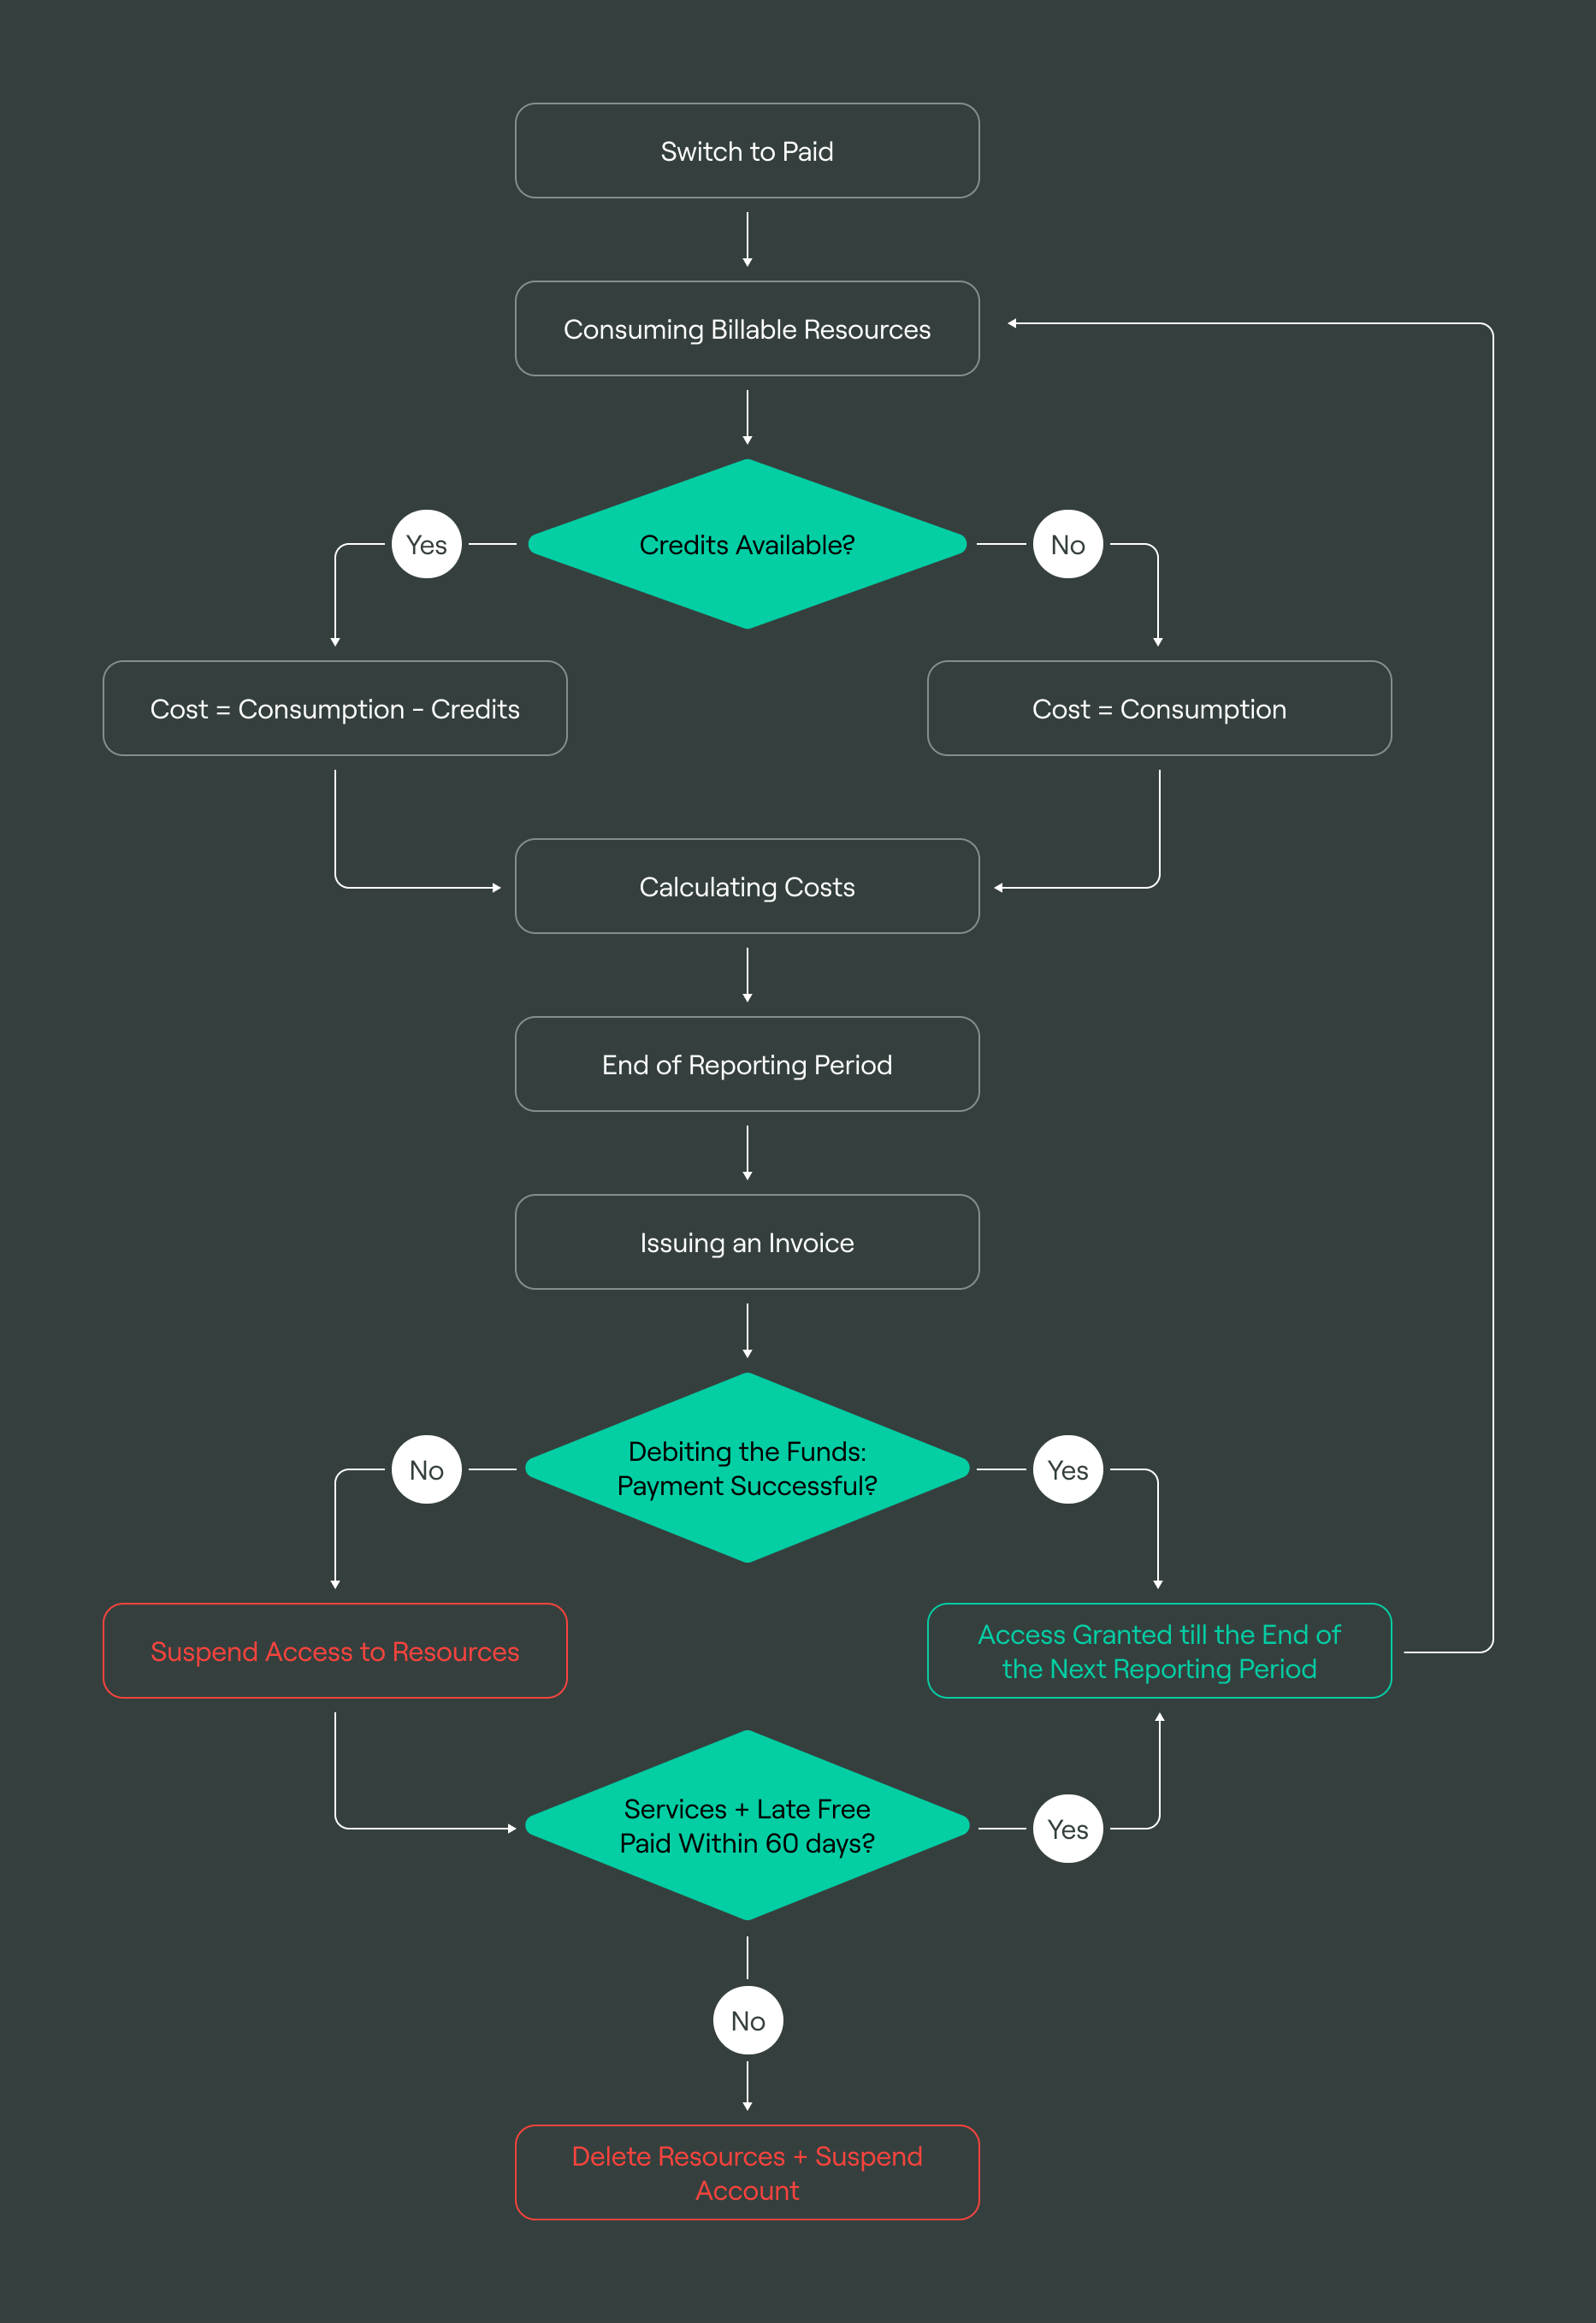 Switch to Paid
Consuming Billable Resources
Yes
Credits Available?
No
Cost = Consumption - Credits
Cost = Consumption
Calculating Costs
End of Reporting Period
Issuing an Invoice
No
Debiting the Funds:
Payment Successful?
Yes
Suspend Access to Resources
Access Granted till the End of
the Next Reporting Period
Services + Late Free
Paid Within 60 days?
Yes
No
Delete Resources + Suspend
Account